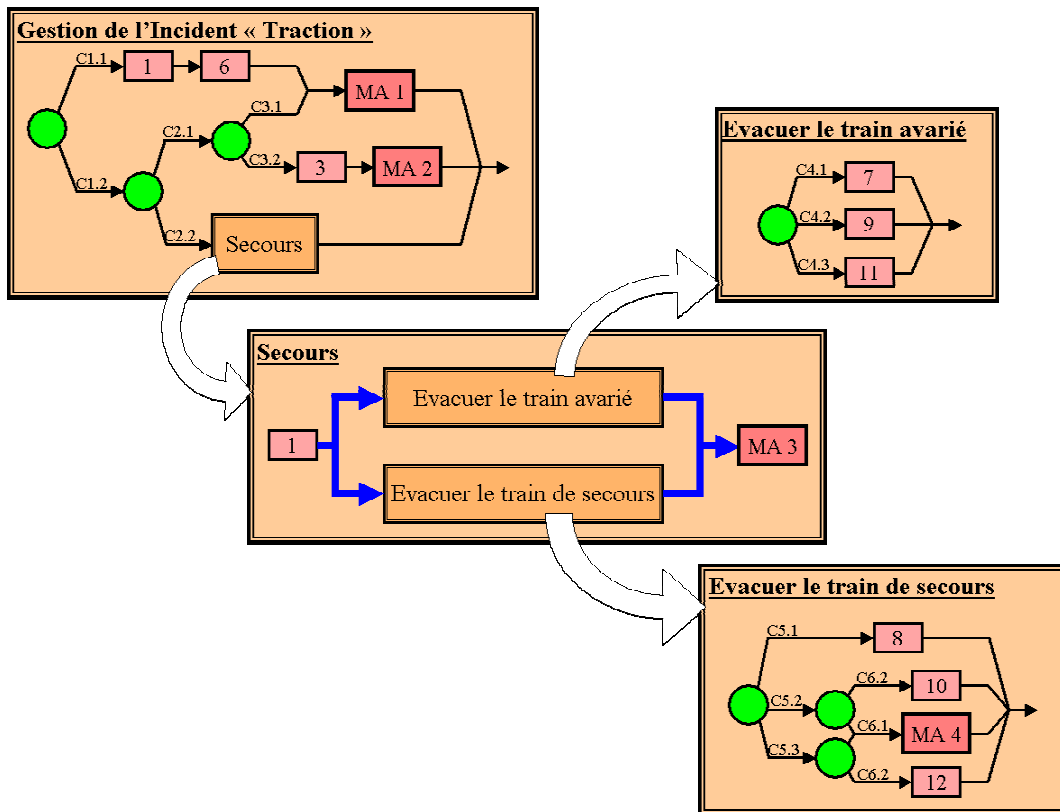 Gestion de l'Incident « Traction »
C1.1
1
6
MA 1
C3.1
C2.1
C3.2
3
MA 2
C1.2
C2.2
Secours
Evacuer le train avarié
C4.1
7
C4.2
9
C4.3
11
Secours
Evacuer le train avarié
1
MA 3
Evacuer le train de secours
Evacuer le train de secours
C5.1
8
C6.2
10
C5.2
C6.1
MA 4
C5.3
C6.2
12